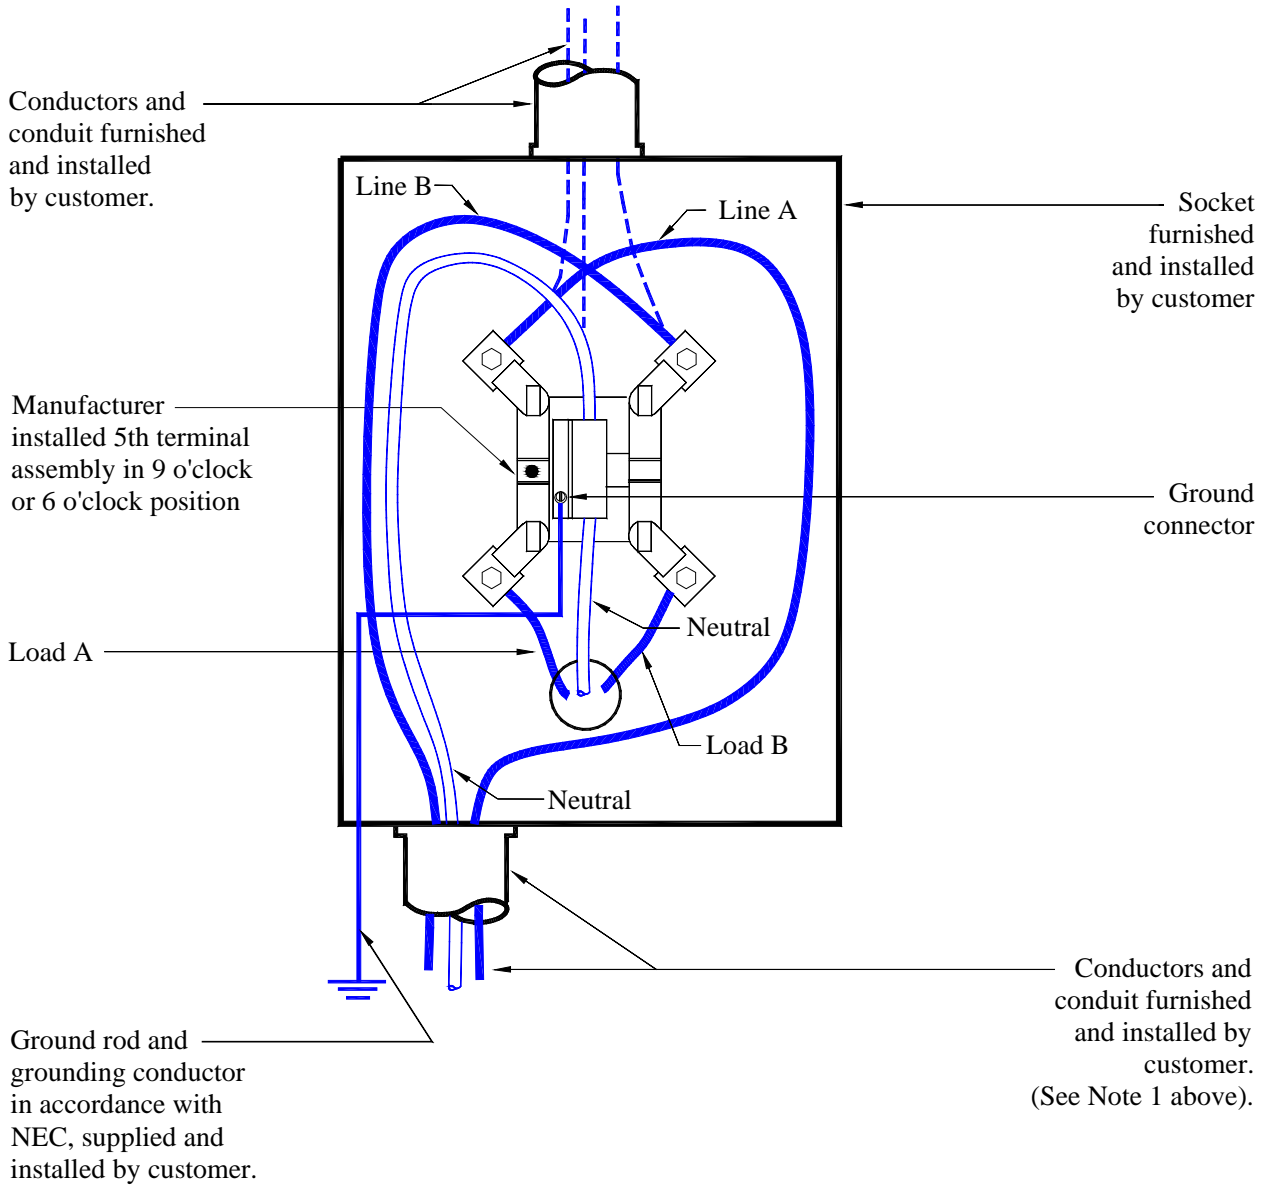 Conductors and
conduit furnished
and installed
by customer.
Line B
Line A
Socket
furnished
and installed
by customer
Manufacturer
installed 5th terminal
assembly in 9 o'clock
or 6 o'clock position
Ground
connector
Neutral
Load A
Load B
Neutral
Conductors and
conduit furnished
and installed by
customer.
(See Note 1 above).
Ground rod and
grounding conductor
in accordance with
NEC, supplied and
installed by customer.